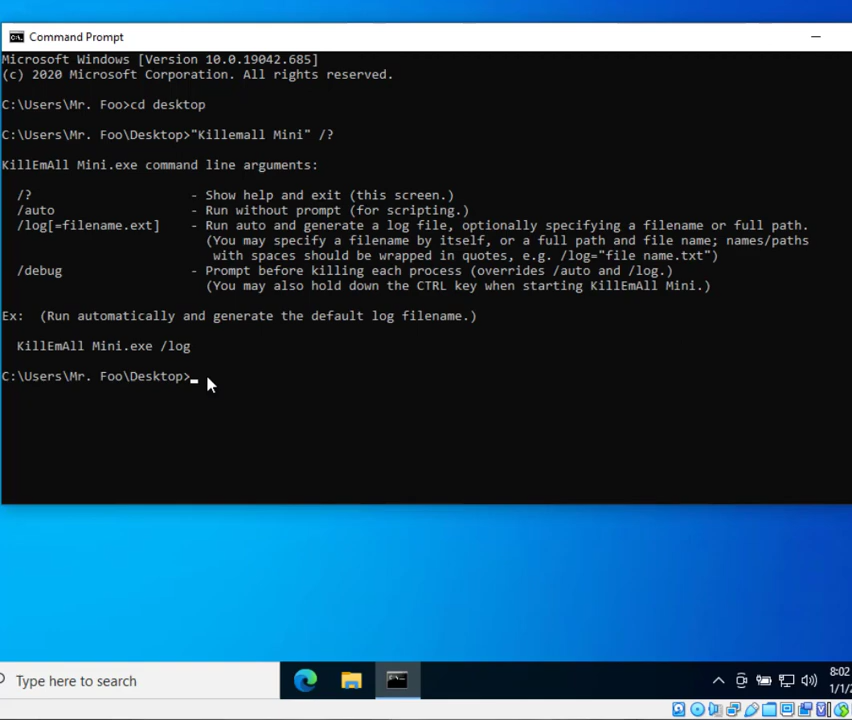 Command Prompt
Microsoft Windows [Version 10.0.19042.685]
(c) 2020 Microsoft Corporation. All rights reserved.
C:\Users\Mr. Foo>cd desktop
C:\Users\Mr. Foo\Desktop>"Killemall Mini" /?
KillEmAll Mini.exe command line arguments:
/? - Show help and exit (this screen.)
/auto - Run without prompt (for scripting.)
/log[=filename.ext] - Run auto and generate a log file, optionally specifying a filename or full path.
(You may specify a filename by itself, or a full path and file name; names/paths
with spaces should be wrapped in quotes, e.g. /log="file name.txt")
/debug - Prompt before killing each process (overrides /auto and /log.)
(You may also hold down the CTRL key when starting KillEmAll Mini.)
Ex: (Run automatically and generate the default log filename.)
KillEmAll Mini.exe /log
C:\Users\Mr. Foo\Desktop>
Type here to search
8:02
1/1/2